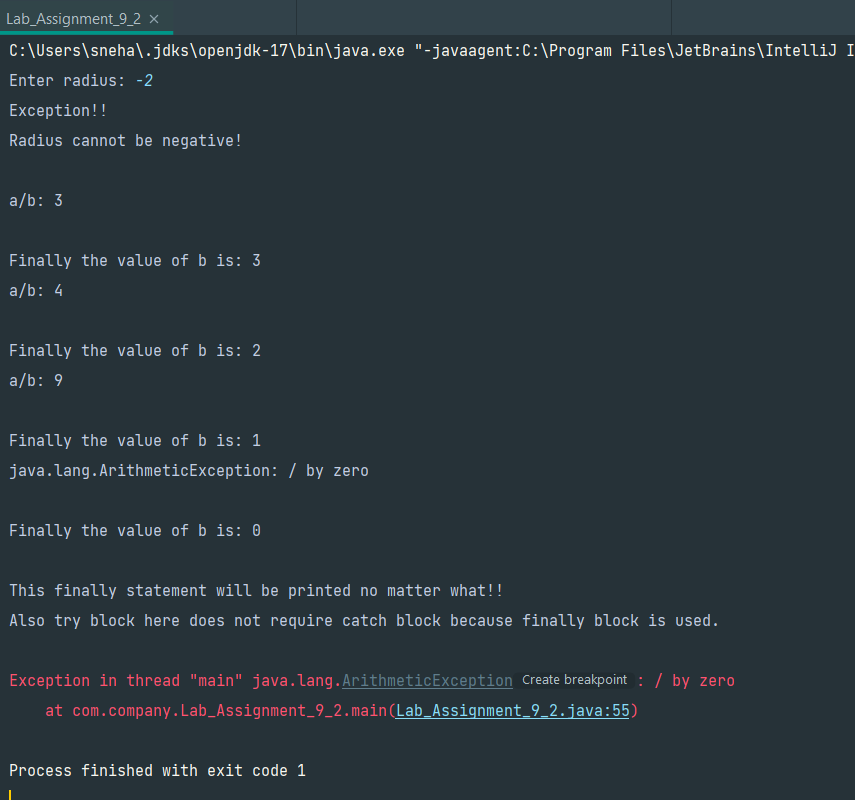 Lab_Assignment_9_2 ×
C:\Users\sneha\.jdks\openjdk-17\bin\java.exe "-javaagent:C:\Program Files\JetBrains\IntelliJ I
Enter radius: -2
Exception!!
Radius cannot be negative!
a/b: 3
Finally the value of b is: 3
a/b: 4
Finally the value of b is: 2
a/b: 9
Finally the value of b is: 1
java.lang.ArithmeticException: / by zero
Finally the value of b is: 0
This finally statement will be printed no matter what!!
Also try block here does not require catch block because finally block is used.
Exception in thread "main" java.lang.ArithmeticException Create breakpoint : / by zero
at com.company.Lab_Assignment_9_2.main(Lab_Assignment_9_2.java:55)
Process finished with exit code 1